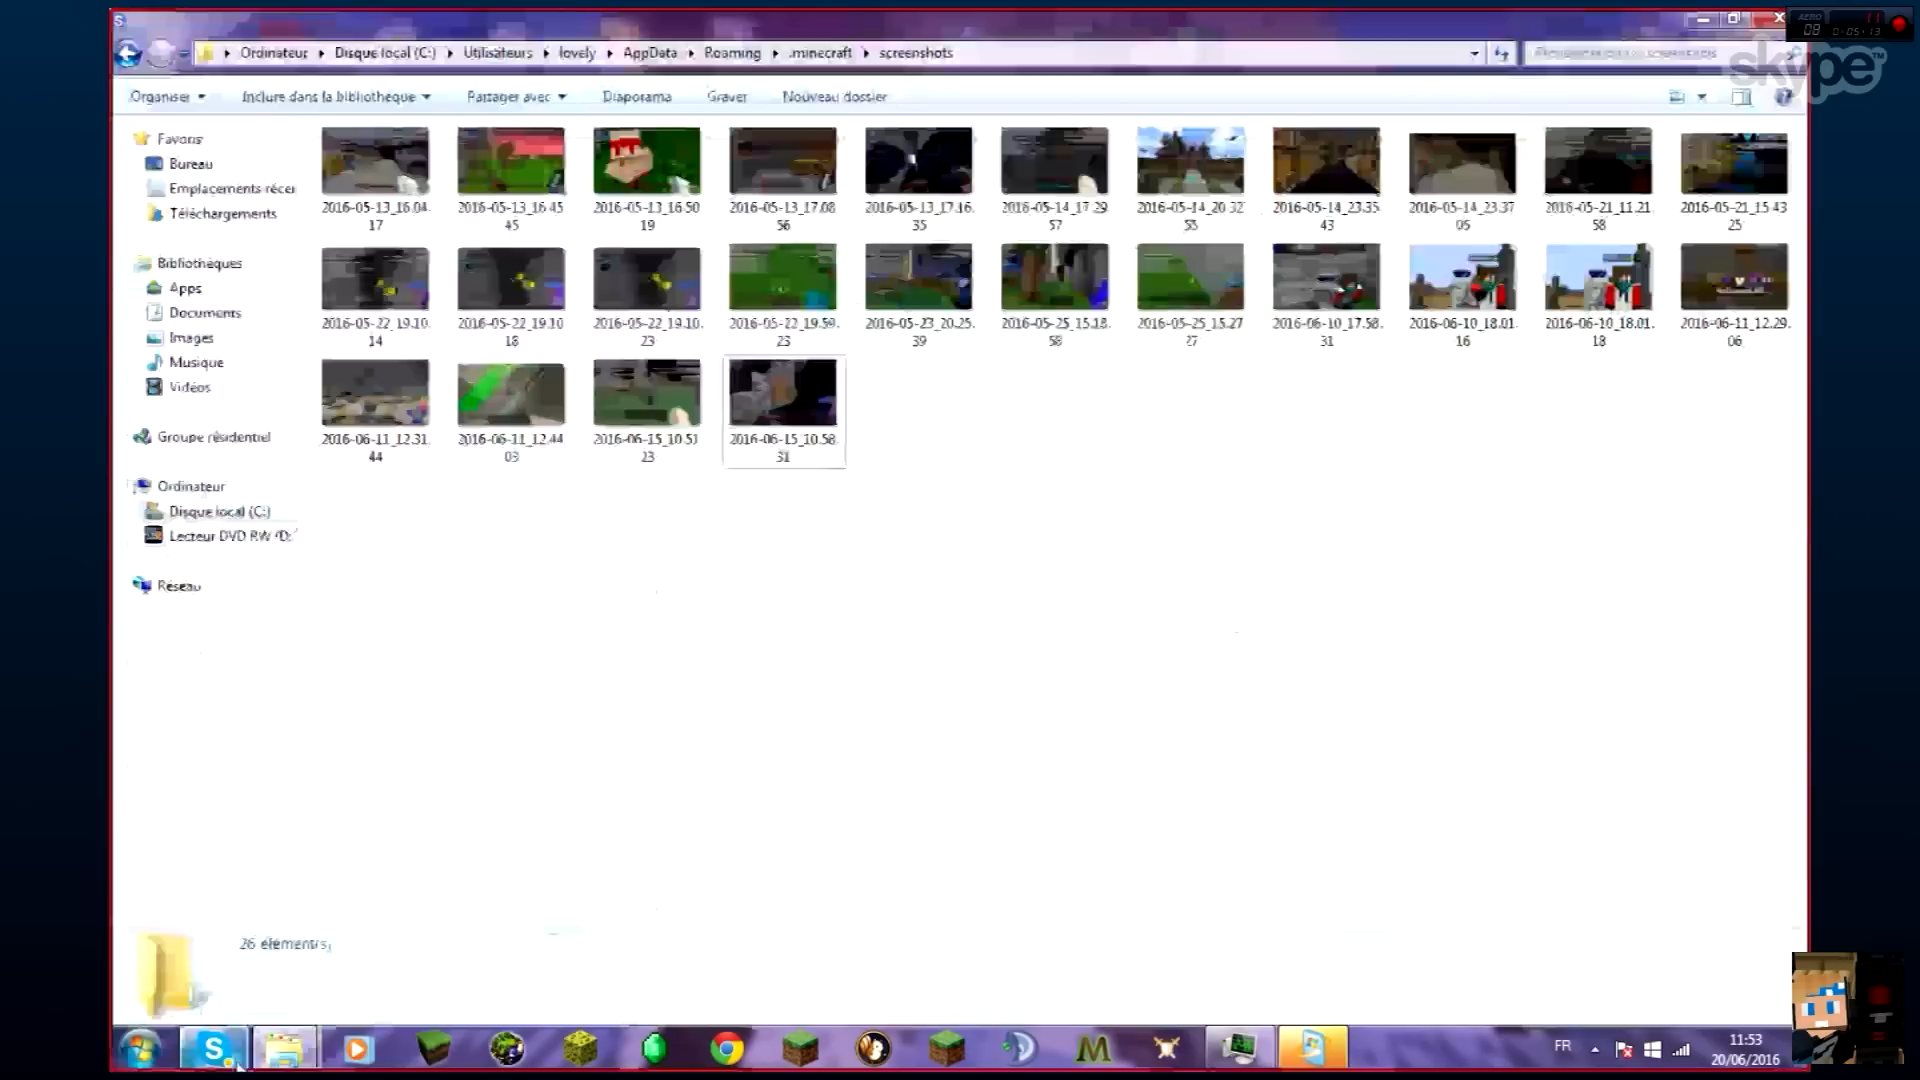 S
AERO
skype™
Ordinateur
Disque local (C:)
Utilisateurs
lovely
AppData
Roaming
.minecraft
screenshots
Organiser
Inclure dans la bibliothèque
Partager avec
Diaporama
Graver
Nouveau dossier
Favoris
Bureau
Emplacements récer
Téléchargements
Bibliothèques
Apps
Documents
Images
Musique
Vidéos
Groupe résidentiel
Ordinateur
Disque local (C:)
Lecteur DVD RW (D:
Réseau
2016-05-13_16.04.
17
2016-05-13_16.45
45
2016-05-13_16.50
19
2016-05-13_17.08
56
2016-05-13_17.16.
35
2016-05-14_17.29.
57
2016-05-14_20.32
2016-05-14_23.35
43
2016-05-14_23.37
05
2016-05-21_11.21.
58
2016-05-21_15.43
25
2016-05-22_19.10.
14
2016-05-22_19.10
18
2016-05-22_19.10.
23
2016-05-22_19.59.
23
2016-05-23_20.25.
39
2016-05-25_15.18.
58
2016-05-25_15.27
27
2016-06-10_17.58.
31
2016-06-10_18.01.
16
2016-06-10_18.01.
18
2016-06-11_12.29.
06
2016-06-11_12.31.
44
2016-06-11_12.44
03
2016-06-15_10.51
23
2016-06-15_10.58.
31
26 élément(s)
S
M
FR
11:53
20/06/2016